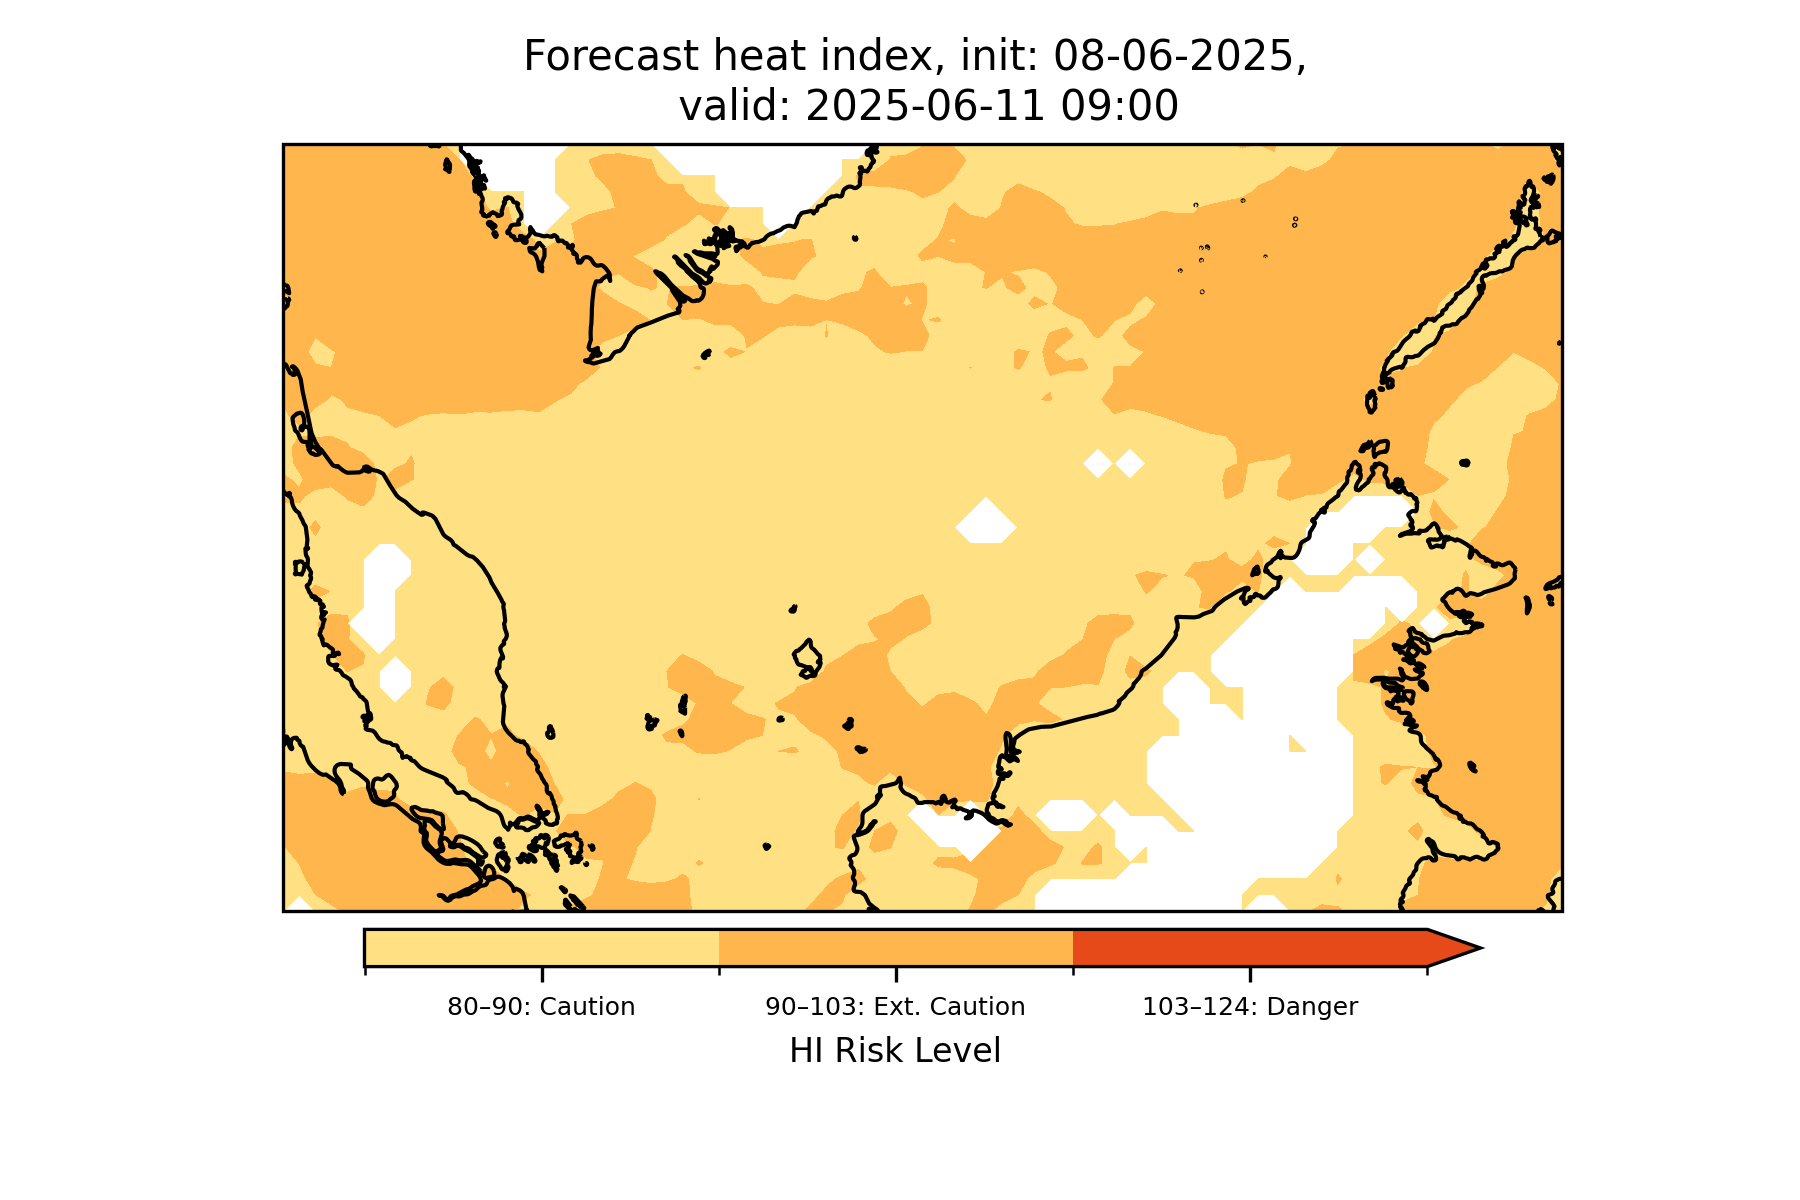 Forecast heat index, init: 08-06-2025,
valid: 2025-06-11 09:00
80–90: Caution
90–103: Ext. Caution
103–124: Danger
HI Risk Level